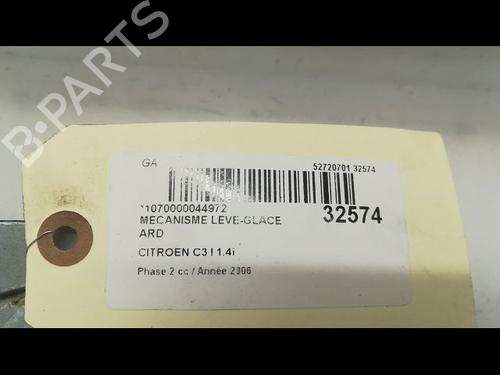 B-PARTS
GA
52720701 32574
*1070000044972
32574
MECANISME LEVE-GLACE
ARD
CITROEN C3 I 1.4i
Phase 2 cc / Année 2006